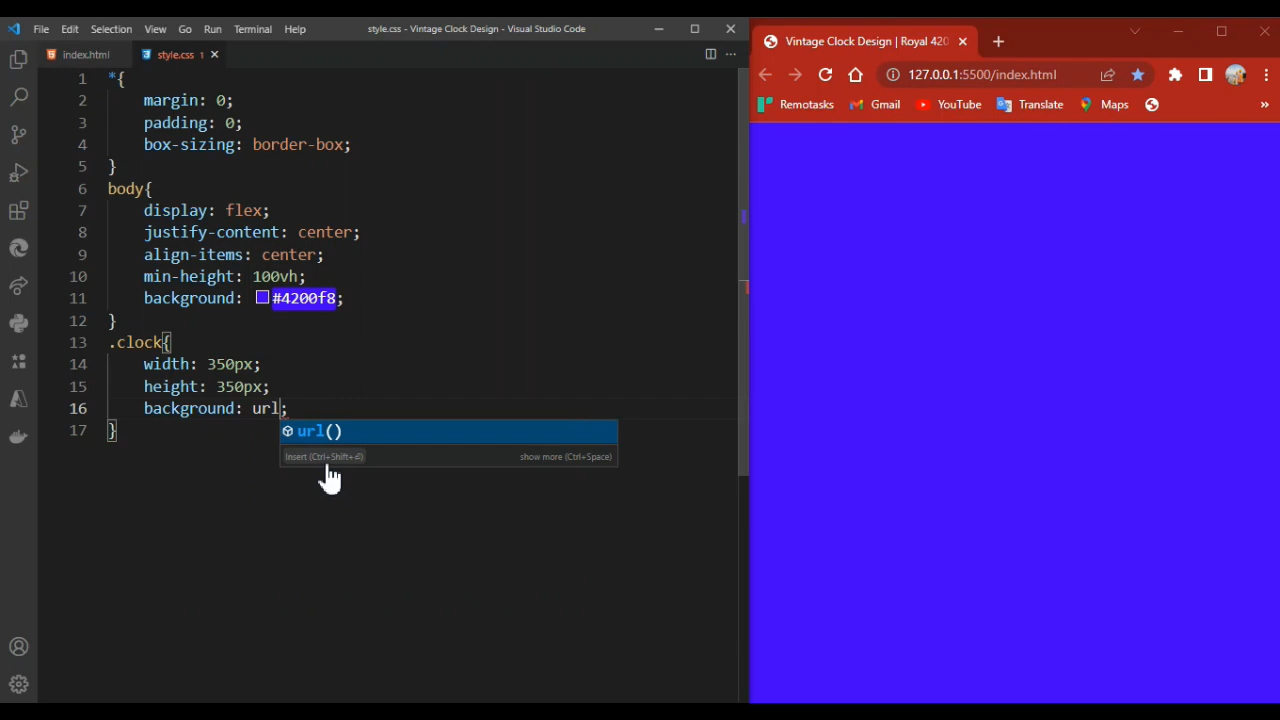 File Edit Selection View Go Run Terminal Help style.css - Vintage Clock Design - Visual Studio Code
index.html style.css 1
1 *{
2 margin: 0;
3 padding: 0;
4 box-sizing: border-box;
5 }
6 body{
7 display: flex;
8 justify-content: center;
9 align-items: center;
10 min-height: 100vh;
11 background: #4200f8;
12 }
13 .clock{
14 width: 350px;
15 height: 350px;
16 background: url;
17 }
url()
Insert (Ctrl+Shift+⏎) show more (Ctrl+Space)
Vintage Clock Design | Royal 420
127.0.0.1:5500/index.html
Remotasks Gmail YouTube Translate Maps »